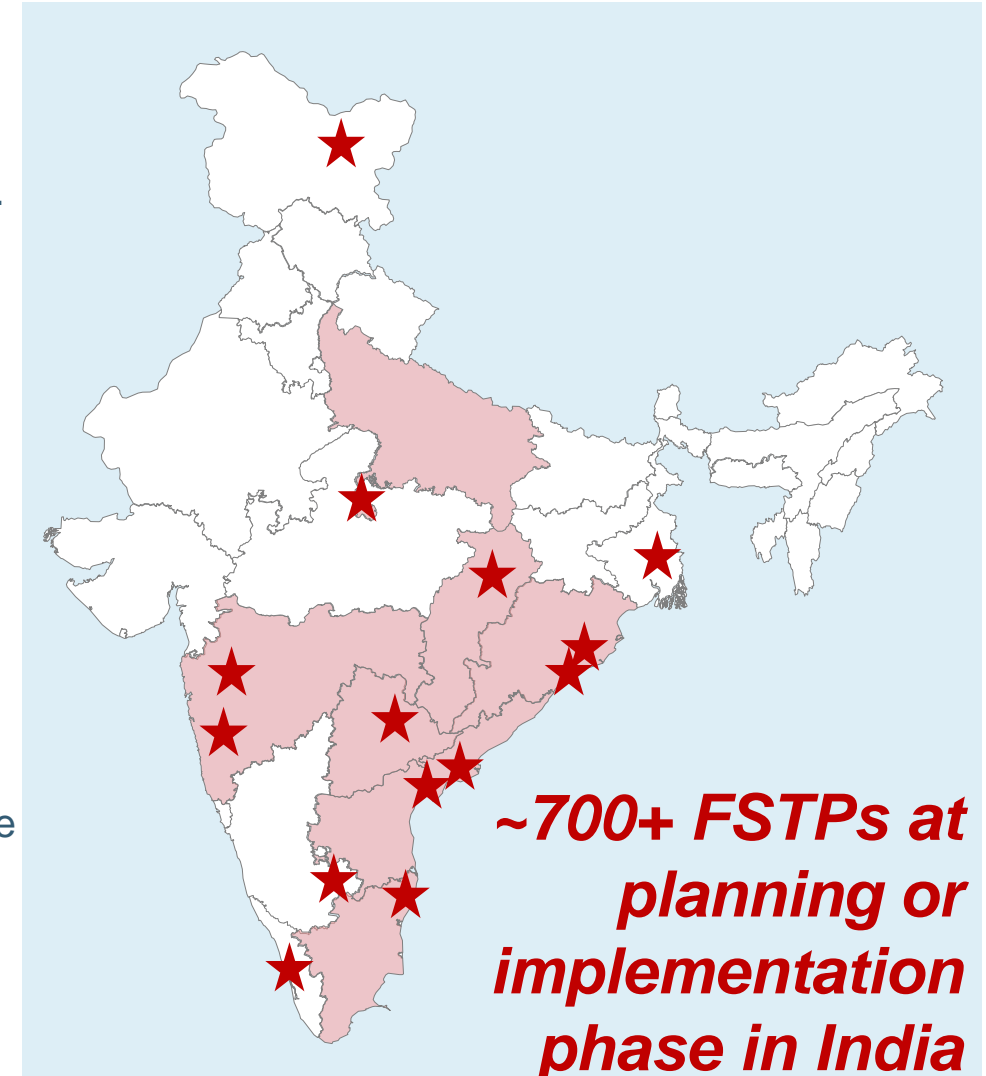 e
~700+ FSTPs at
planning or
implementation
phase in India